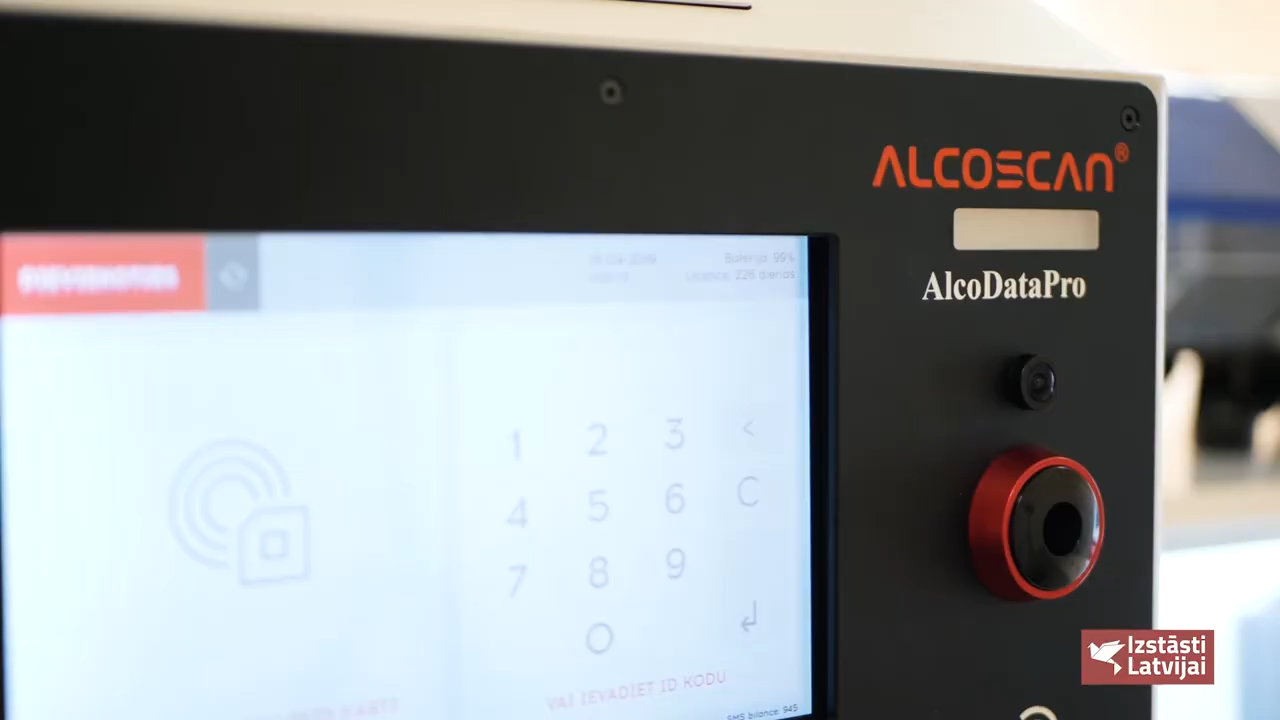 ALCOSCAN®
AlcoDataPro
Baterija: 99%
Licence: 226 dienas
1 2 3 <
4 5 6 C
7 8 9
0
VAI IEVADIET ID KODU
SMS bilance: 945
Izstāsti
Latvijai